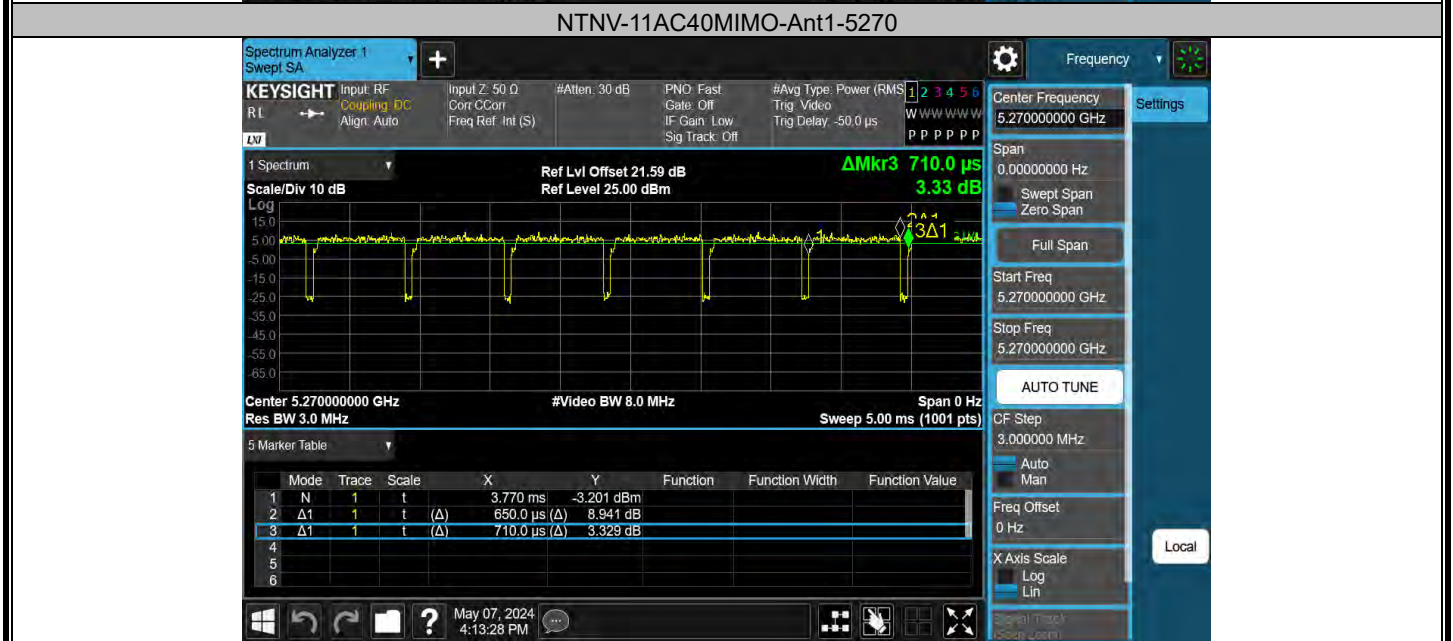 NTNV-11AC40MIMO-Ant1-5270
Spectrum Analyzer 1
Swept SA
+
Frequency
KEYSIGHT
RL
LXI
Input: RF
Coupling: DC
Align: Auto
Input Z: 50 Ω
Corr CCorr
Freq Ref: Int (S)
#Atten: 30 dB
PNO: Fast
Gate: Off
IF Gain: Low
Sig Track: Off
#Avg Type: Power (RMS
Trig: Video
Trig Delay: -50.0 µs
1 2 3 4 5 6
W W W W W W
P P P P P P
1 Spectrum
Scale/Div 10 dB
Log
Ref Lvl Offset 21.59 dB
Ref Level 25.00 dBm
ΔMkr3 710.0 µs
3.33 dB
15.0
5.00
-5.00
-15.0
-25.0
-35.0
-45.0
-55.0
-65.0
1
3Δ1
Center 5.270000000 GHz
#Video BW 8.0 MHz
Span 0 Hz
Res BW 3.0 MHz
Sweep 5.00 ms (1001 pts)
5 Marker Table
Mode Trace Scale X Y Function Function Width Function Value
1 N 1 t 3.770 ms -3.201 dBm
2 Δ1 1 t (Δ) 650.0 µs (Δ) 8.941 dB
3 Δ1 1 t (Δ) 710.0 µs (Δ) 3.329 dB
4
5
6
?
May 07, 2024
4:13:28 PM
Center Frequency
5.270000000 GHz
Settings
Span
0.00000000 Hz
Swept Span
Zero Span
Full Span
Start Freq
5.270000000 GHz
Stop Freq
5.270000000 GHz
AUTO TUNE
CF Step
3.000000 MHz
Auto
Man
Freq Offset
0 Hz
X Axis Scale
Log
Lin
Local
Signal Track
(Span Zoom)